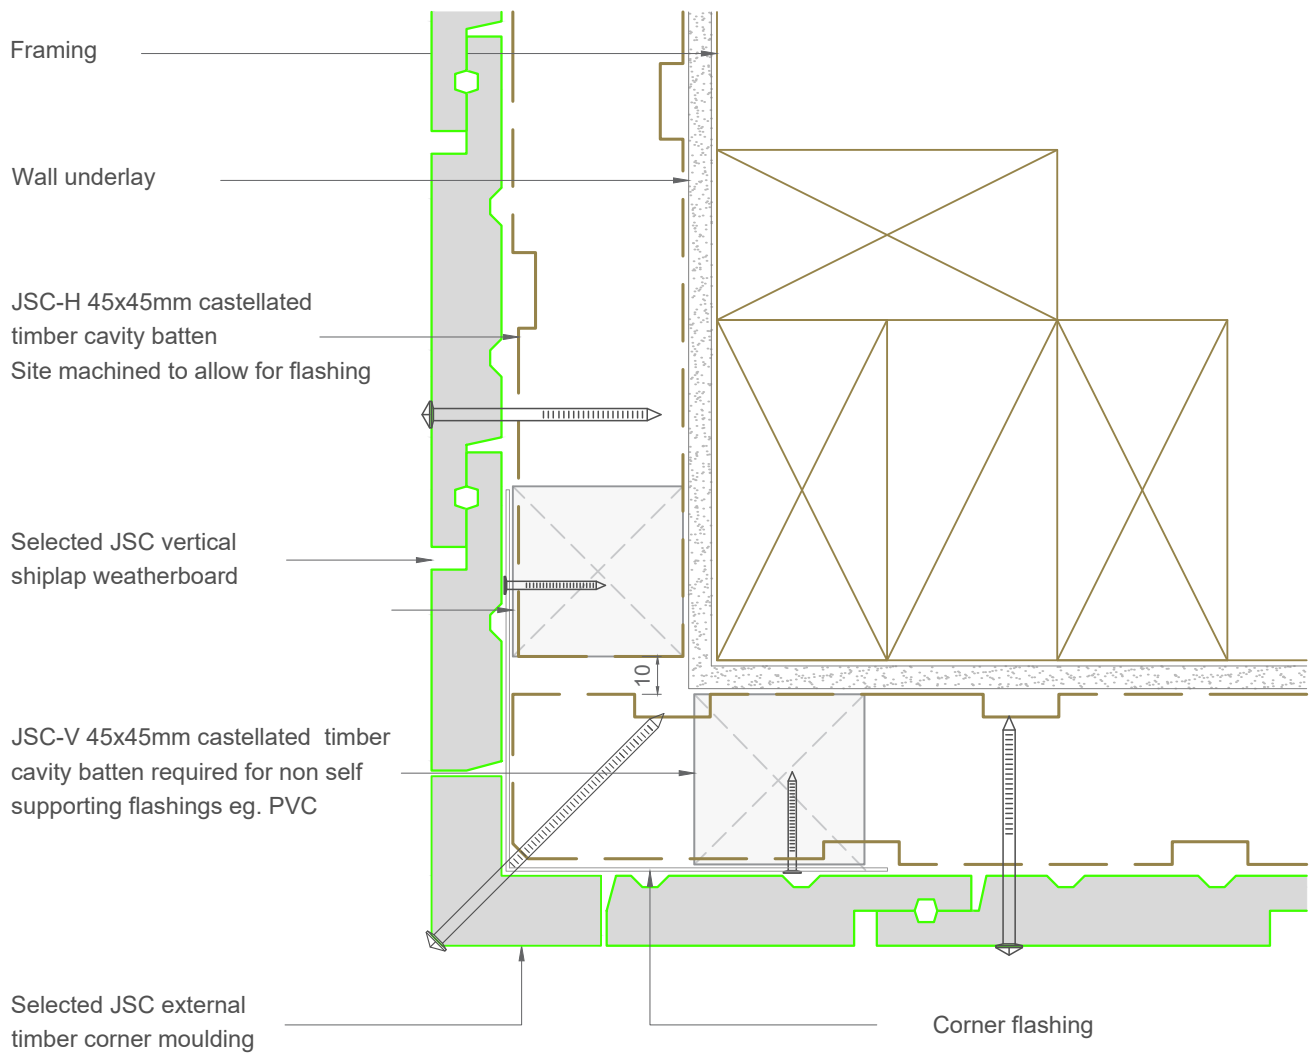 Framing
Wall underlay
JSC-H 45x45mm castellated
timber cavity batten
Site machined to allow for flashing
Selected JSC vertical
shiplap weatherboard
10
JSC-V 45x45mm castellated timber
cavity batten required for non self
supporting flashings eg. PVC
Selected JSC external
timber corner moulding
Corner flashing